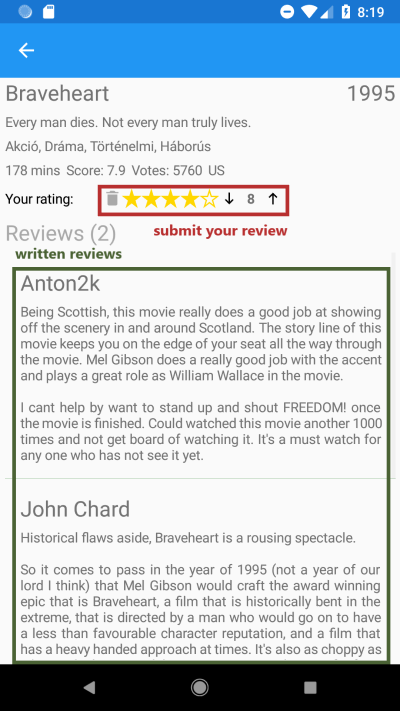 8:19
Braveheart 1995
Every man dies. Not every man truly lives.
Akció, Dráma, Történelmi, Háborús
178 mins Score: 7.9 Votes: 5760 US
Your rating: 8
Reviews (2) submit your review
written reviews
Anton2k
Being Scottish, this movie really does a good job at showing
off the scenery in and around Scotland. The story line of this
movie keeps you on the edge of your seat all the way through
the movie. Mel Gibson does a really good job with the accent
and plays a great role as William Wallace in the movie.
I cant help by want to stand up and shout FREEDOM! once
the movie is finished. Could watched this movie another 1000
times and not get board of watching it. It's a must watch for
any one who has not see it yet.
John Chard
Historical flaws aside, Braveheart is a rousing spectacle.
So it comes to pass in the year of 1995 (not a year of our
lord I think) that Mel Gibson would craft the award winning
epic that is Braveheart, a film that is historically bent in the
extreme, that is directed by a man who would go on to have
a less than favourable character reputation, and a film that
has a heavy handed approach at times. It's also as choppy as